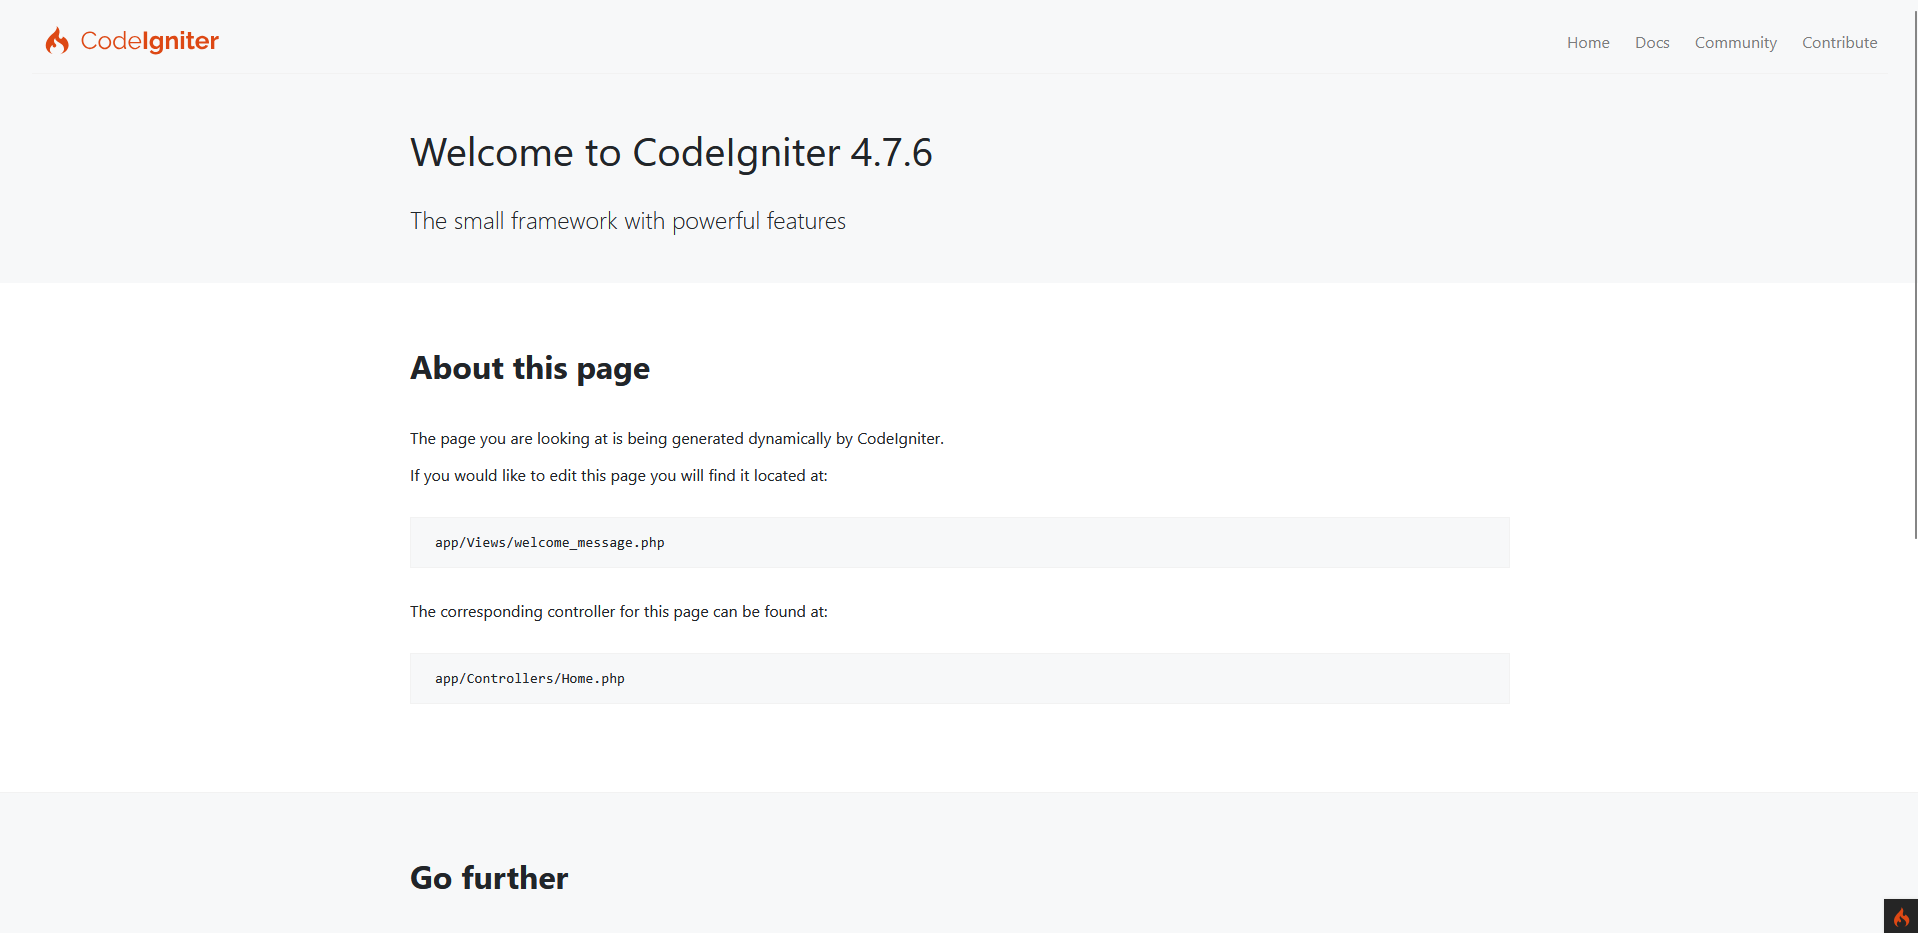 CodeIgniter
Home Docs Community Contribute
Welcome to CodeIgniter 4.7.6
The small framework with powerful features
About this page
The page you are looking at is being generated dynamically by CodeIgniter.
If you would like to edit this page you will find it located at:
app/Views/welcome_message.php
The corresponding controller for this page can be found at:
app/Controllers/Home.php
Go further